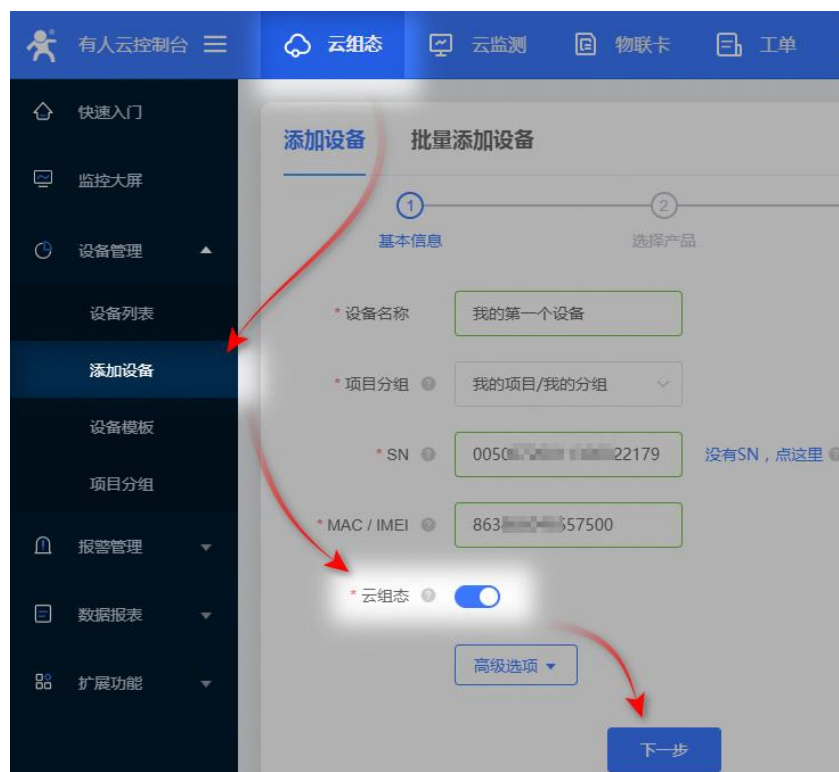 有人云控制台 云组态 云监测 物联卡 工单
快速入门
监控大屏
设备管理
设备列表
添加设备
设备模板
项目分组
报警管理
数据报表
扩展功能
添加设备 批量添加设备
1 2
基本信息 选择产品
* 设备名称 我的第一个设备
* 项目分组 我的项目/我的分组
* SN 0050 22179 没有SN，点这里
* MAC / IMEI 863 557500
* 云组态
高级选项
下一步